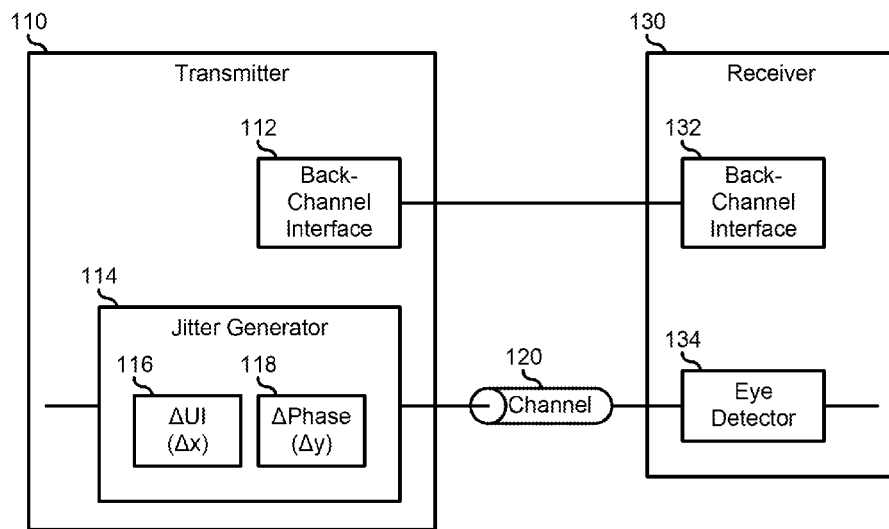 110
Transmitter
112
Back-
Channel
Interface
114
Jitter Generator
116
ΔUI
(Δx)
118
ΔPhase
(Δy)
120
Channel
130
Receiver
132
Back-
Channel
Interface
134
Eye
Detector